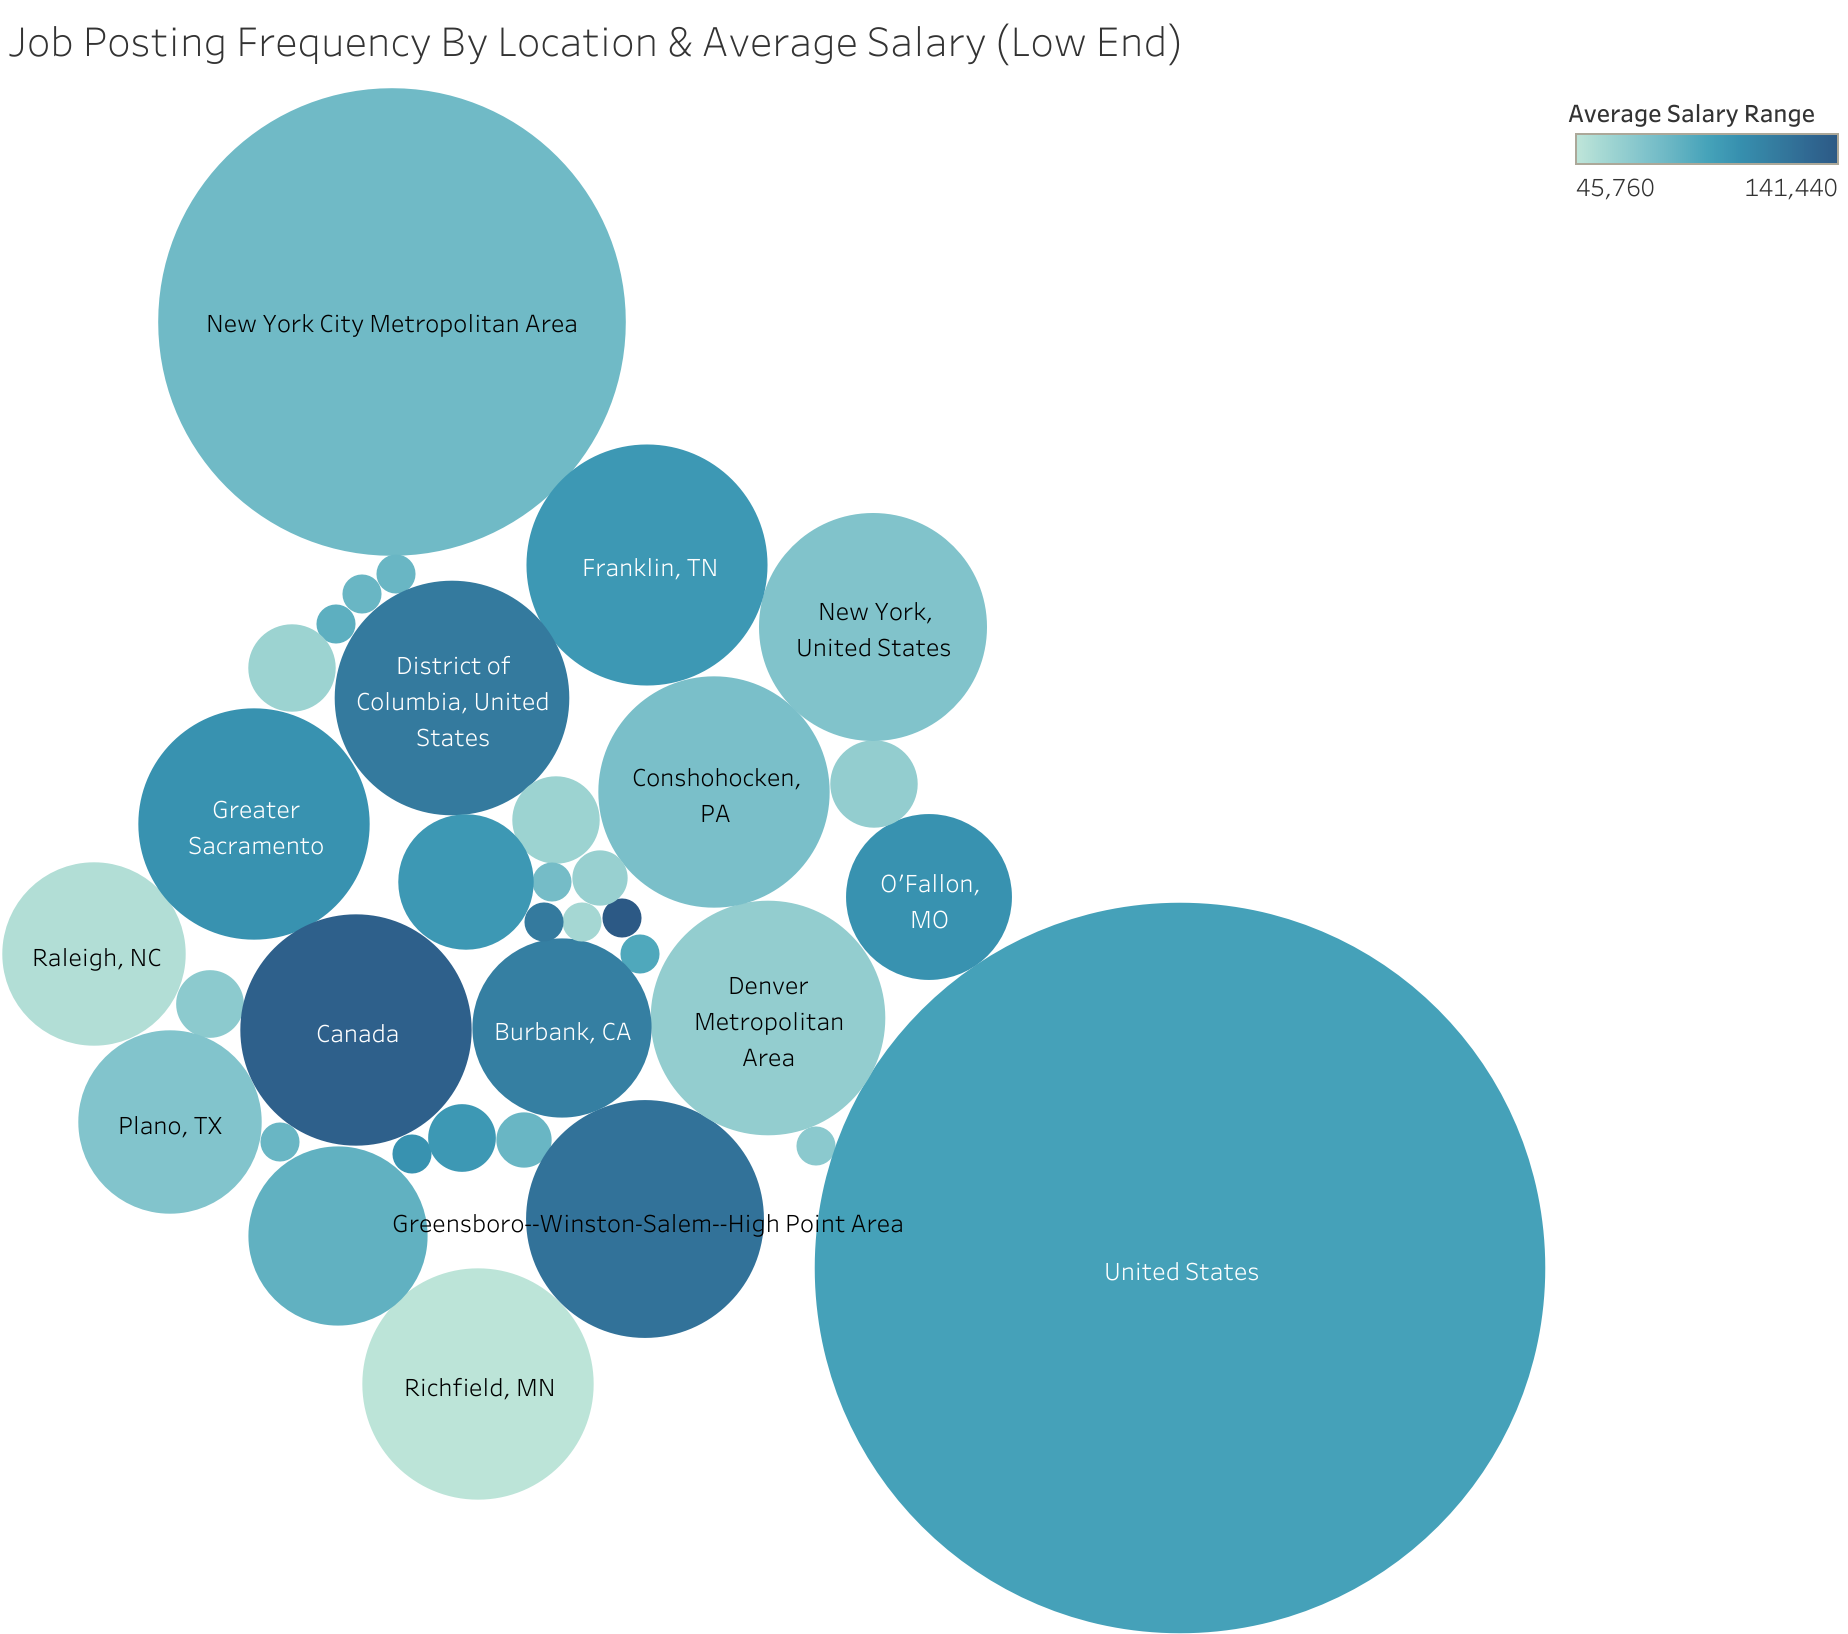 Job Posting Frequency By Location & Average Salary (Low End)
Average Salary Range
45,760 141,440
New York City Metropolitan Area
Franklin, TN
New York,
United States
District of
Columbia, United
States
Conshohocken,
PA
Greater
Sacramento
O’Fallon,
MO
Raleigh, NC
Denver
Metropolitan
Area
Canada
Burbank, CA
Plano, TX
Greensboro--Winston-Salem--High Point Area
United States
Richfield, MN